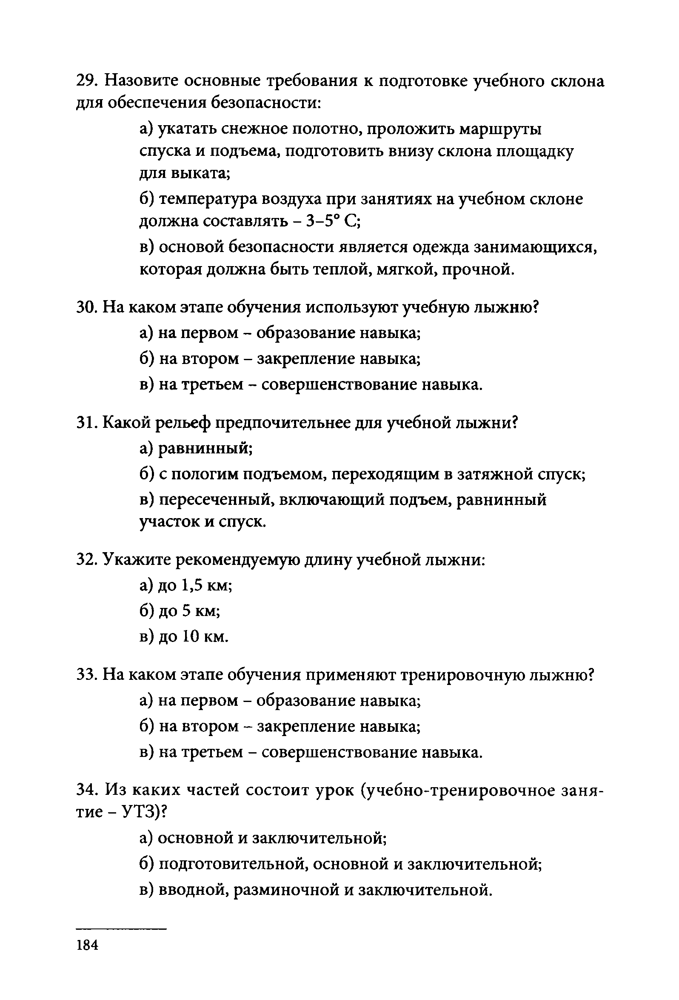 29. Назовите основные требования к подготовке учебного склона
для обеспечения безопасности:
а) укатать снежное полотно, проложить маршруты
спуска и подъема, подготовить внизу склона площадку
для выката;
б) температура воздуха при занятиях на учебном склоне
должна составлять – 3–5° С;
в) основой безопасности является одежда занимающихся,
которая должна быть теплой, мягкой, прочной.
30. На каком этапе обучения используют учебную лыжню?
а) на первом – образование навыка;
б) на втором – закрепление навыка;
в) на третьем – совершенствование навыка.
31. Какой рельеф предпочительнее для учебной лыжни?
а) равнинный;
б) с пологим подъемом, переходящим в затяжной спуск;
в) пересеченный, включающий подъем, равнинный
участок и спуск.
32. Укажите рекомендуемую длину учебной лыжни:
а) до 1,5 км;
б) до 5 км;
в) до 10 км.
33. На каком этапе обучения применяют тренировочную лыжню?
а) на первом – образование навыка;
б) на втором – закрепление навыка;
в) на третьем – совершенствование навыка.
34. Из каких частей состоит урок (учебно-тренировочное заня-
тие – УТЗ)?
а) основной и заключительной;
б) подготовительной, основной и заключительной;
в) вводной, разминочной и заключительной.
184